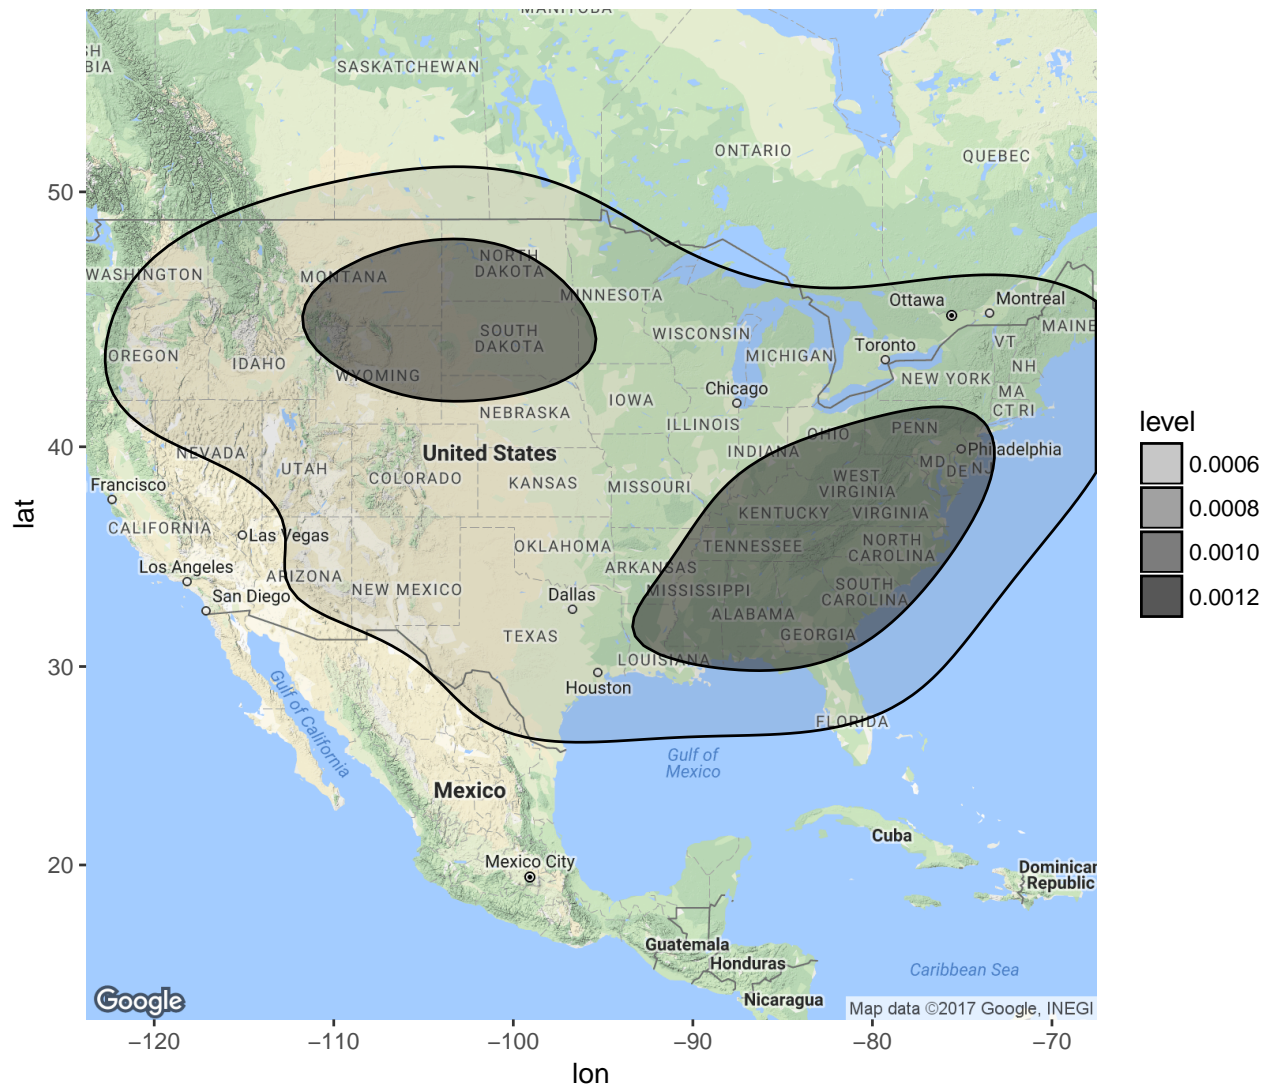 MANITOBA
SH
BIA
SASKATCHEWAN
ONTARIO
QUEBEC
50
WASHINGTON
MONTANA
NORTH
DAKOTA
MINNESOTA
Ottawa
Montreal
MAINE
OREGON
IDAHO
WYOMING
SOUTH
DAKOTA
WISCONSIN
MICHIGAN
Toronto
VT
NH
NEW YORK
MA
CT RI
Chicago
NEBRASKA
IOWA
ILLINOIS
INDIANA
OHIO
PENN
Philadelphia
level
40
NEVADA
UTAH
United States
COLORADO
KANSAS
MISSOURI
WEST
VIRGINIA
MD
DE
NJ
0.0006
Francisco
CALIFORNIA
Las Vegas
KENTUCKY
VIRGINIA
0.0008
OKLAHOMA
TENNESSEE
NORTH
CAROLINA
0.0010
Los Angeles
ARIZONA
NEW MEXICO
ARKANSAS
MISSISSIPPI
SOUTH
CAROLINA
0.0012
San Diego
Dallas
ALABAMA
TEXAS
GEORGIA
lat
30
LOUISIANA
Houston
Gulf of California
FLORIDA
Gulf of
Mexico
Mexico
Cuba
20
Mexico City
Dominican
Republic
Guatemala
Honduras
Caribbean Sea
Nicaragua
Google
Map data ©2017 Google, INEGI
−120
−110
−100
−90
−80
−70
lon